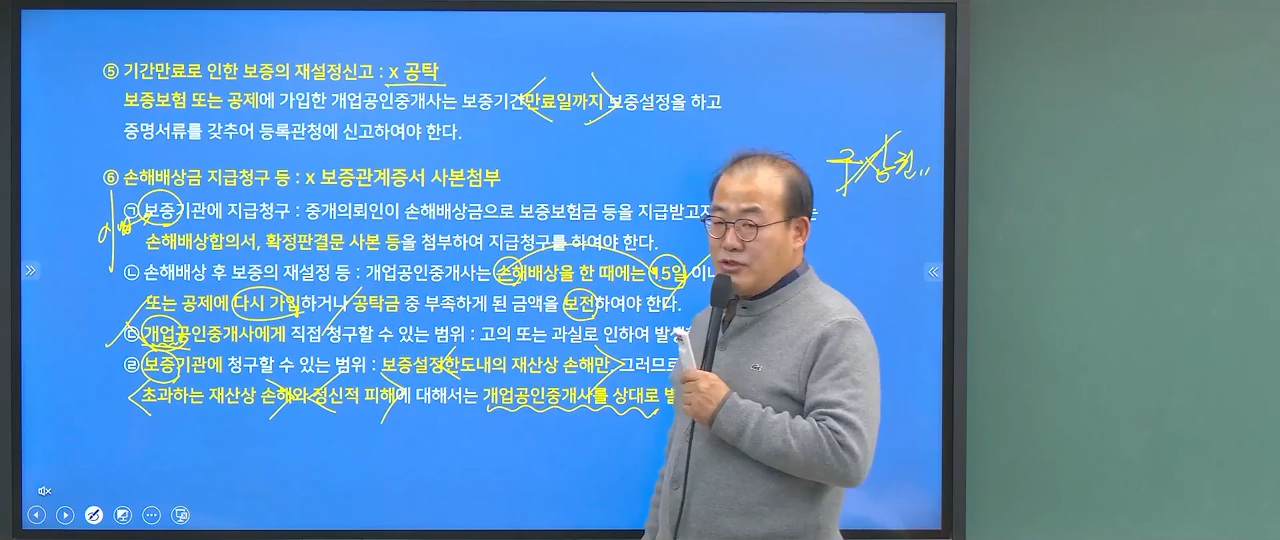 ⑤ 기간만료로 인한 보증의 재설정신고 : x 공탁
보증보험 또는 공제에 가입한 개업공인중개사는 보증기간만료일까지 보증설정을 하고
증명서류를 갖추어 등록관청에 신고하여야 한다.
⑥ 손해배상금 지급청구 등 : x 보증관계증서 사본첨부
㉠ 보증기관에 지급청구 : 중개의뢰인이 손해배상금으로 보증보험금 등을 지급받고자 는
손해배상합의서, 확정판결문 사본 등을 첨부하여 지급청구를 하여야 한다.
㉡ 손해배상 후 보증의 재설정 등 : 개업공인중개사는 손해배상을 한 때에는 15일 이내
또는 공제에 다시 가입하거나 공탁금 중 부족하게 된 금액을 보전하여야 한다.
㉢ 개업공인중개사에게 직접 청구할 수 있는 범위 : 고의 또는 과실로 인하여 발생
㉣ 보증기관에 청구할 수 있는 범위 : 보증설정한도내의 재산상 손해만. 그러므로
초과하는 재산상 손해와 정신적 피해에 대해서는 개업공인중개사를 상대로